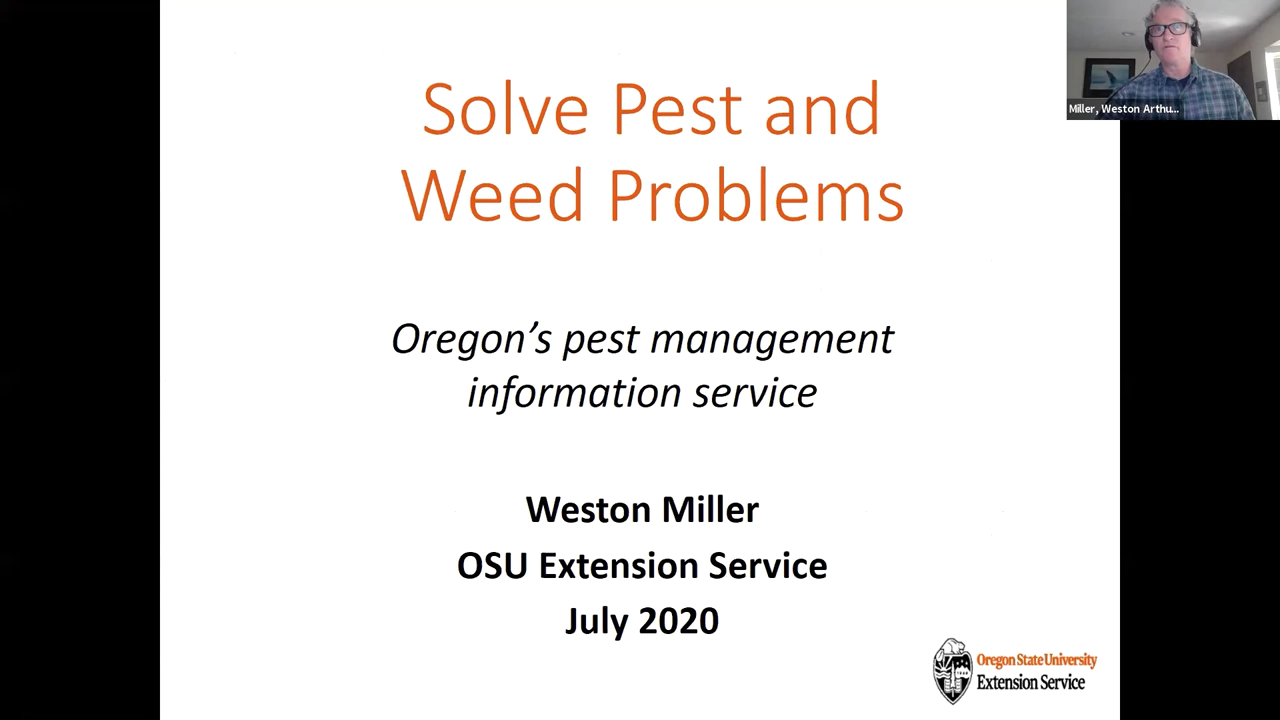 Solve Pest and
Weed Problems
Miller, Weston Arthu...
Oregon's pest management
information service
Weston Miller
OSU Extension Service
July 2020
Oregon State University
Extension Service